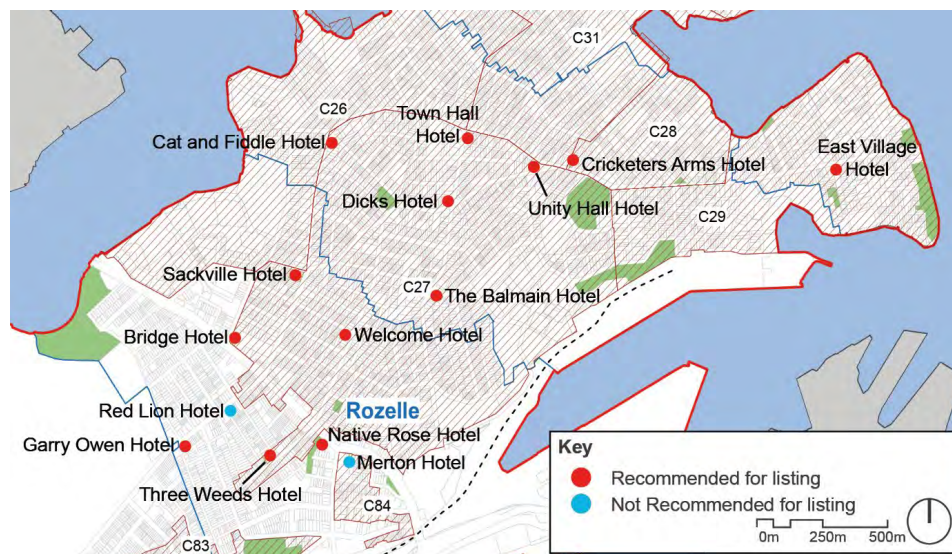 C31
C26
Town Hall
Hotel
C28
Cat and Fiddle Hotel
Cricketers Arms Hotel
East Village
Hotel
Dicks Hotel
Unity Hall Hotel
C29
Sackville Hotel
C27
The Balmain Hotel
Bridge Hotel
Welcome Hotel
Red Lion Hotel
Rozelle
Garry Owen Hotel
Native Rose Hotel
Merton Hotel
Three Weeds Hotel
C84
C83
Key
Recommended for listing
Not Recommended for listing
0m 250m 500m